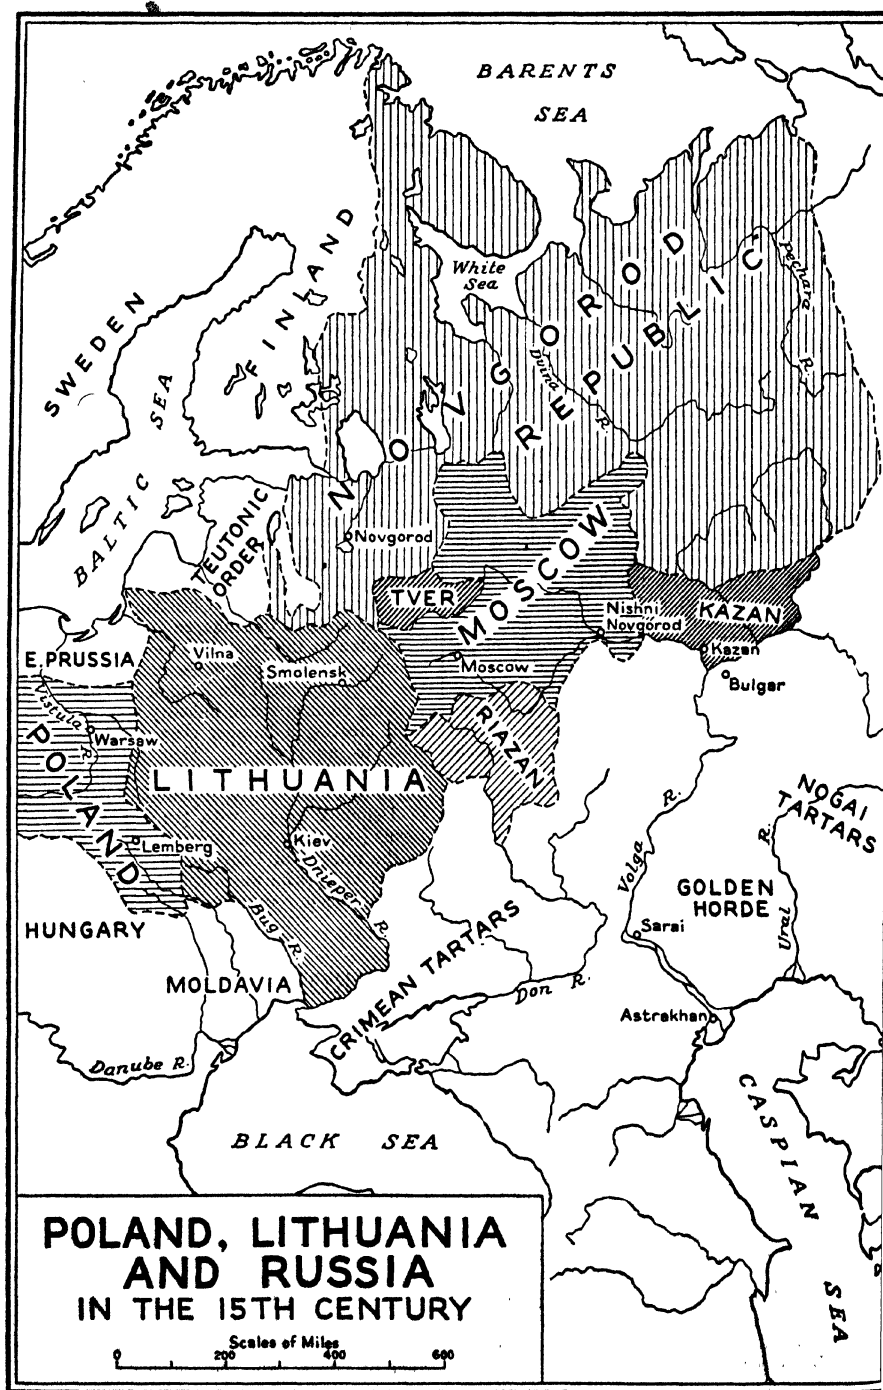 BARENTS
SEA
SWEDEN
FINLAND
White
Sea
Pechara
R.
BALTIC
SEA
NOVGOROD
REPUBLIC
Dvina
R.
TEUTONIC
ORDER
Novgorod
TVER
MOSCOW
Nishni
Novgorod
KAZAN
Kazan
Bulgar
E. PRUSSIA
Vilna
Smolensk
Moscow
Vistula R.
Warsaw
POLAND
LITHUANIA
RIAZAN
Lemberg
Kiev
Dnieper
R.
Bug R.
Volga
R.
NOGAI
TARTARS
GOLDEN
HORDE
Ural
R.
HUNGARY
MOLDAVIA
CRIMEAN TARTARS
Sarai
Don R.
Astrakhan
Danube R.
BLACK SEA
CASPIAN
SEA
POLAND, LITHUANIA
AND RUSSIA
IN THE 15TH CENTURY
Scales of Miles
0 200 400 600